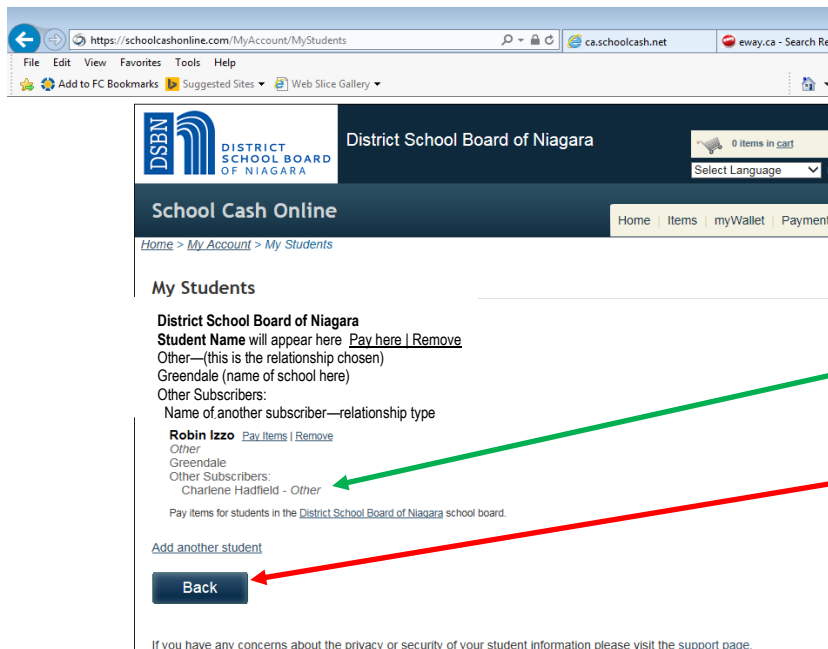 https://schoolcashonline.com/MyAccount/MyStudents
ca.schoolcash.net
eway.ca - Search Re
File Edit View Favorites Tools Help
Add to FC Bookmarks Suggested Sites Web Slice Gallery
DSBN
DISTRICT
SCHOOL BOARD
OF NIAGARA
District School Board of Niagara
0 items in cart
Select Language
School Cash Online
Home | Items | myWallet | Payment
Home > My Account > My Students
My Students
District School Board of Niagara
Student Name will appear here Pay here | Remove
Other—(this is the relationship chosen)
Greendale (name of school here)
Other Subscribers:
Name of another subscriber—relationship type
Robin Izzo Pay Items | Remove
Other
Greendale
Other Subscribers:
Charlene Hadfield - Other
Pay items for students in the District School Board of Niagara school board.
Add another student
Back
If you have any concerns about the privacy or security of your student information please visit the support page.